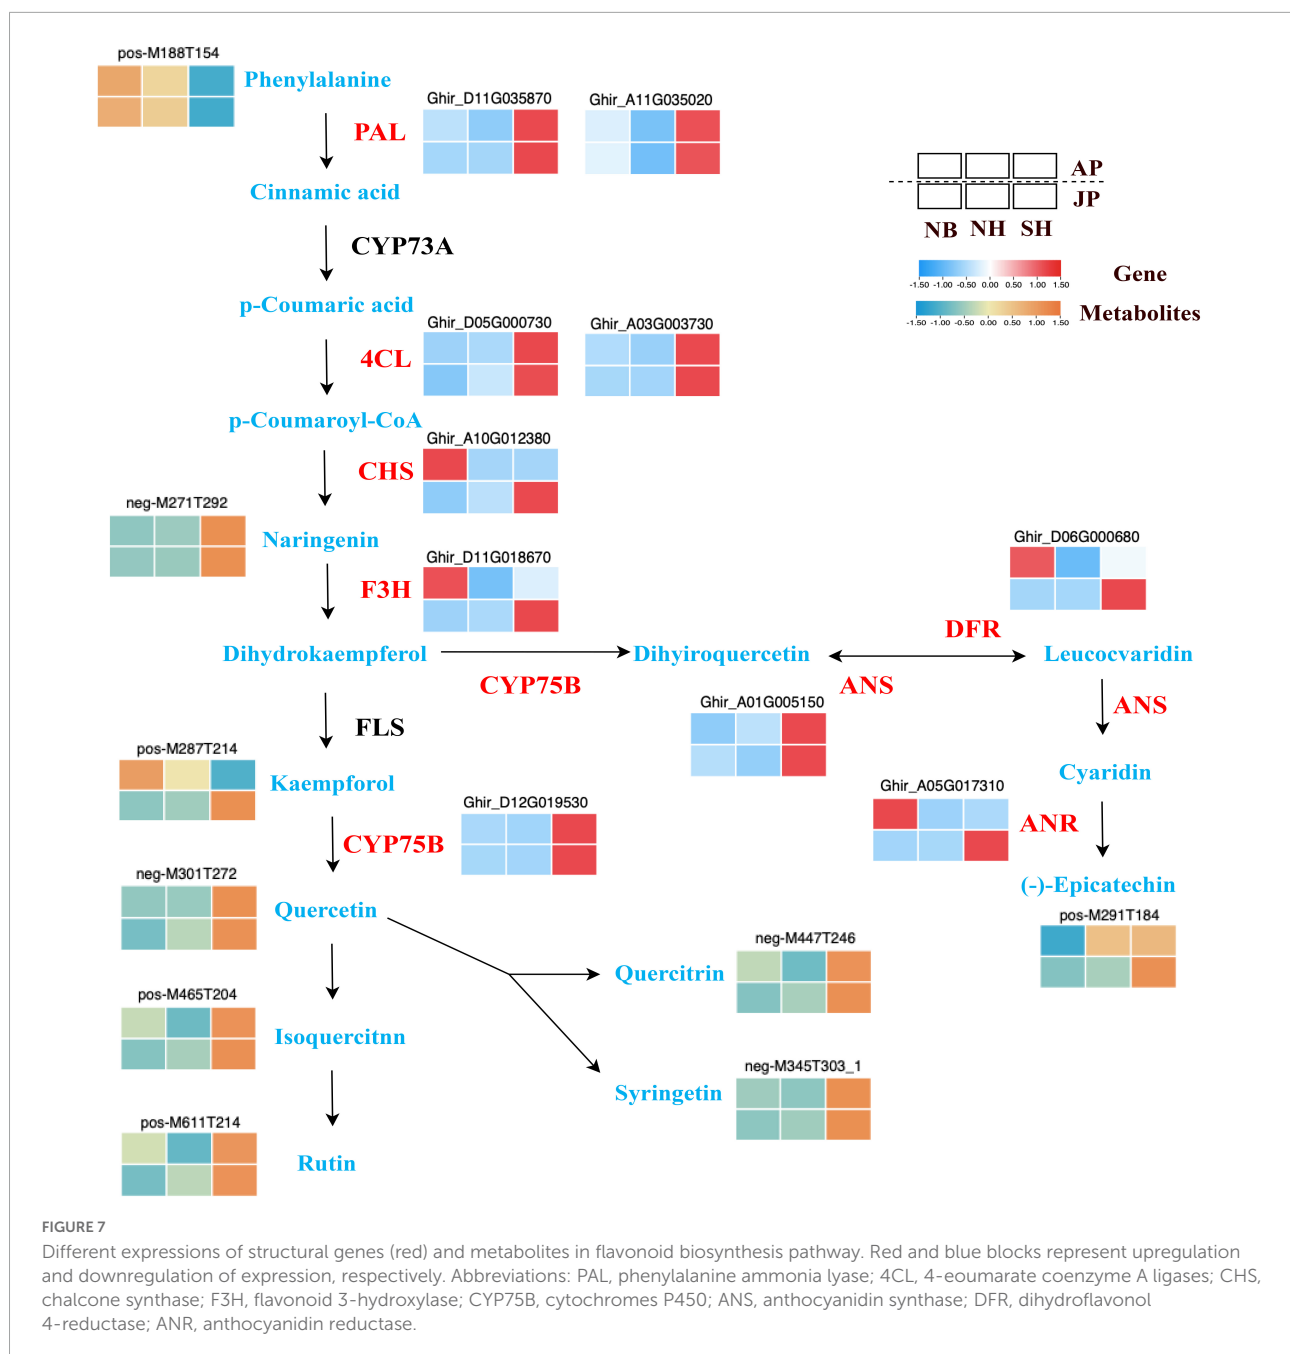 pos-M188T154
Phenylalanine
Ghir_D11G035870
Ghir_A11G035020
PAL
AP
JP
NB NH SH
Cinnamic acid
CYP73A
-1.50 -1.00 -0.50 0.00 0.50 1.00 1.50
Gene
-1.50 -1.00 -0.50 0.00 0.50 1.00 1.50
Metabolites
p-Coumaric acid
Ghir_D05G000730
Ghir_A03G003730
4CL
p-Coumaroyl-CoA
Ghir_A10G012380
CHS
neg-M271T292
Naringenin
Ghir_D11G018670
F3H
Ghir_D06G000680
DFR
Dihydrokaempferol
Dihyiroquercetin
Leucocvaridin
CYP75B
ANS
ANS
Ghir_A01G005150
FLS
pos-M287T214
Kaempforol
Cyaridin
Ghir_A05G017310
ANR
Ghir_D12G019530
CYP75B
neg-M301T272
Quercetin
(-)-Epicatechin
pos-M291T184
neg-M447T246
Quercitrin
pos-M465T204
Isoquercitnn
neg-M345T303_1
Syringetin
pos-M611T214
Rutin
FIGURE 7
Different expressions of structural genes (red) and metabolites in flavonoid biosynthesis pathway. Red and blue blocks represent upregulation
and downregulation of expression, respectively. Abbreviations: PAL, phenylalanine ammonia lyase; 4CL, 4-eoumarate coenzyme A ligases; CHS,
chalcone synthase; F3H, flavonoid 3-hydroxylase; CYP75B, cytochromes P450; ANS, anthocyanidin synthase; DFR, dihydroflavonol
4-reductase; ANR, anthocyanidin reductase.